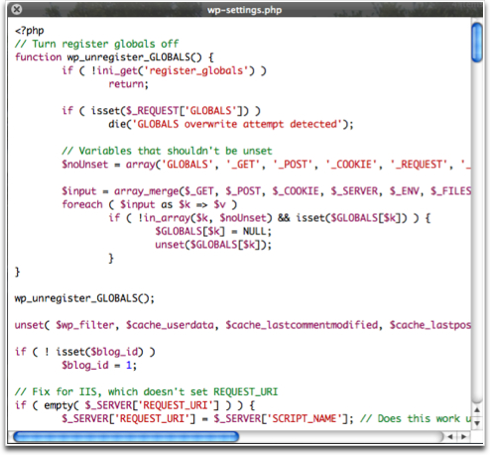 wp-settings.php
<?php
// Turn register globals off
function wp_unregister_GLOBALS() {
if ( !ini_get('register_globals') )
return;
if ( isset($_REQUEST['GLOBALS']) )
die('GLOBALS overwrite attempt detected');
// Variables that shouldn't be unset
$noUnset = array('GLOBALS', '_GET', '_POST', '_COOKIE', '_REQUEST', '_
$input = array_merge($_GET, $_POST, $_COOKIE, $_SERVER, $_ENV, $_FILES
foreach ( $input as $k => $v )
if ( !in_array($k, $noUnset) && isset($GLOBALS[$k]) ) {
$GLOBALS[$k] = NULL;
unset($GLOBALS[$k]);
}
}
wp_unregister_GLOBALS();
unset( $wp_filter, $cache_userdata, $cache_lastcommentmodified, $cache_lastpos
if ( ! isset($blog_id) )
$blog_id = 1;
// Fix for IIS, which doesn't set REQUEST_URI
if ( empty( $_SERVER['REQUEST_URI'] ) ) {
$_SERVER['REQUEST_URI'] = $_SERVER['SCRIPT_NAME']; // Does this work u